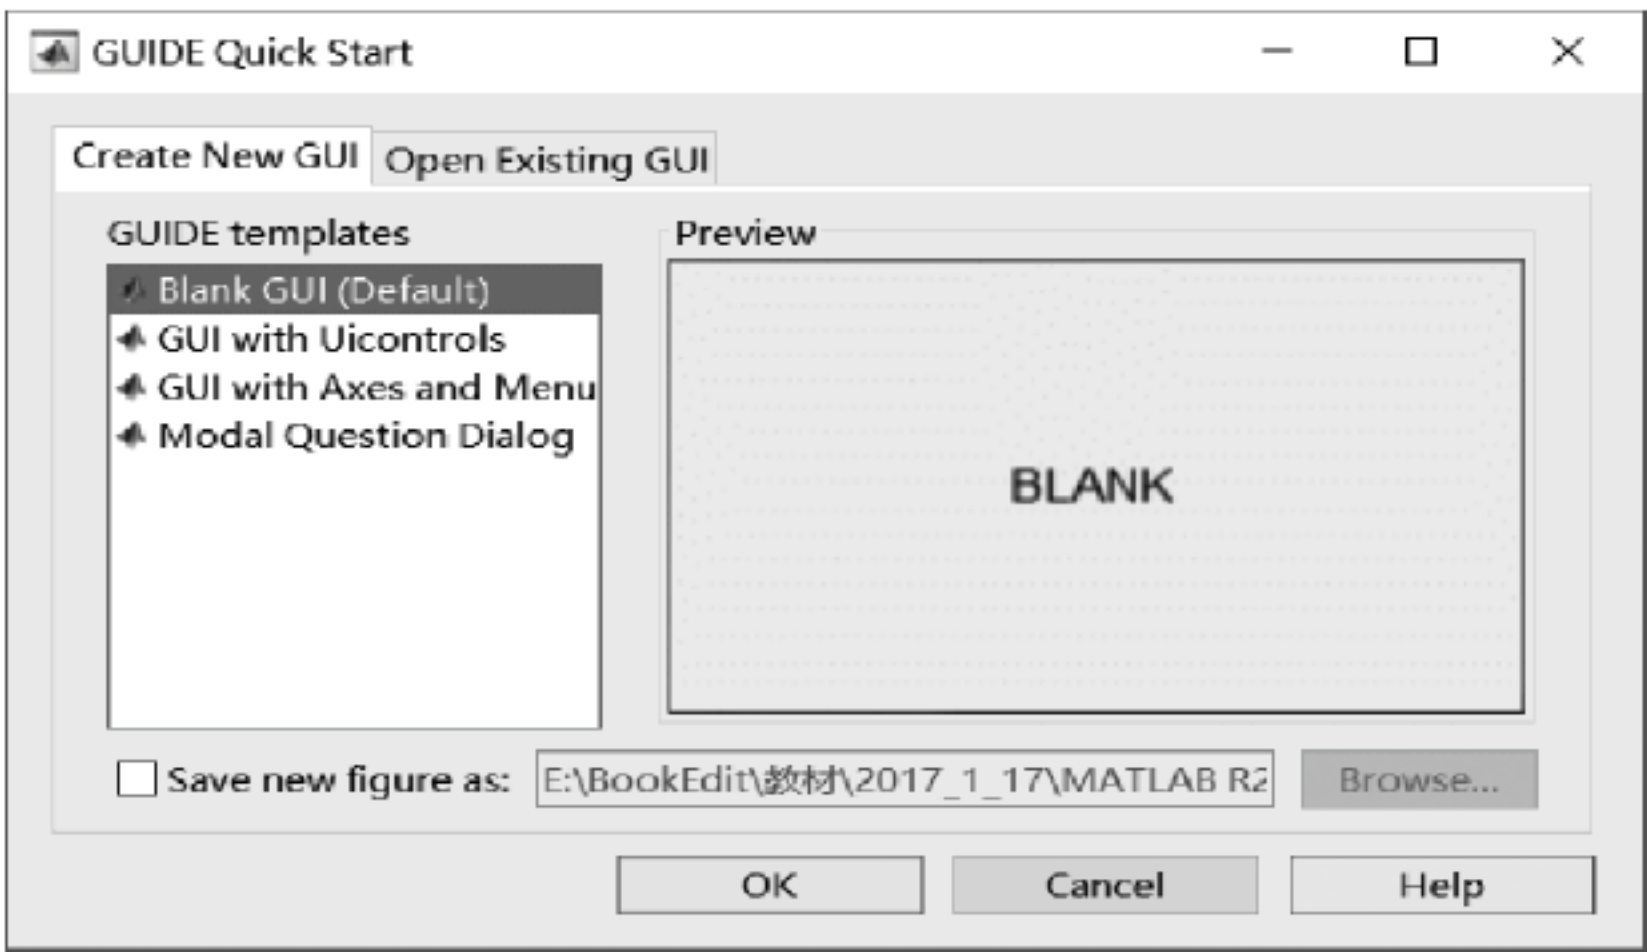 GUIDE Quick Start
Create New GUI
Open Existing GUI
GUIDE templates
Preview
Blank GUI (Default)
GUI with Uicontrols
GUI with Axes and Menu
Modal Question Dialog
BLANK
Save new figure as:
E:\BookEdit\教材\2017_1_17\MATLAB R2
Browse...
OK
Cancel
Help